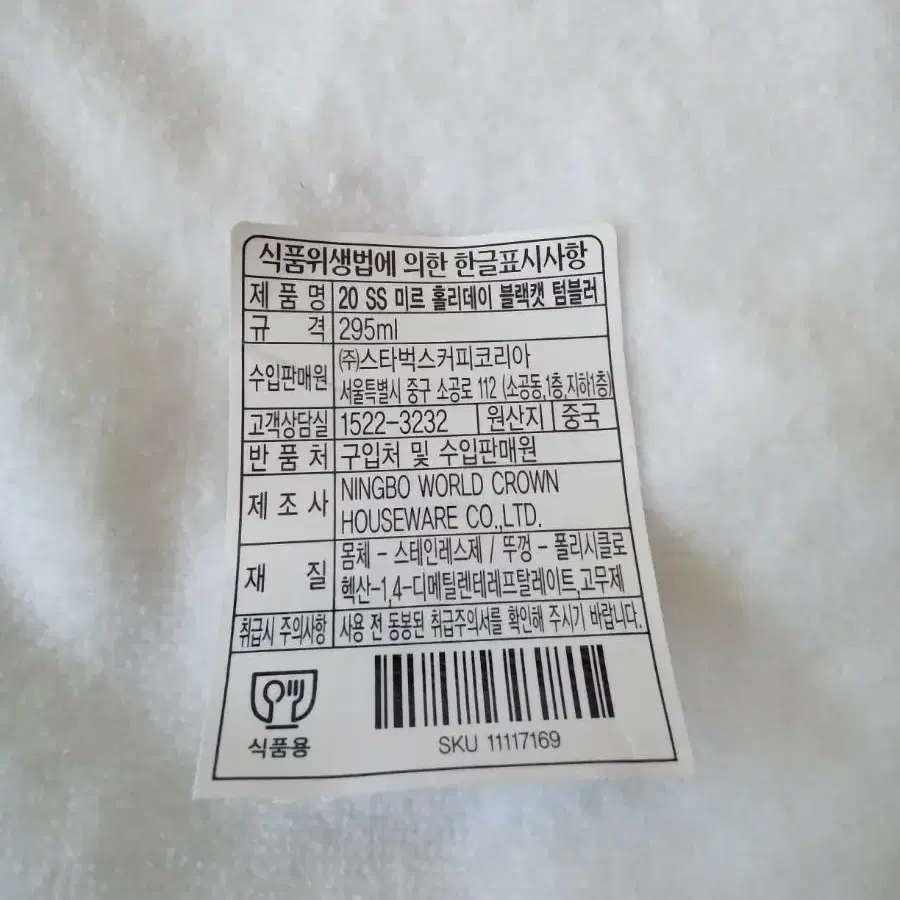 식품위생법에 의한 한글표시사항
제 품 명 20 SS 미르 홀리데이 블랙캣 텀블러
규 격 295ml
수입판매원 ㈜스타벅스커피코리아
서울특별시 중구 소공로 112 (소공동,1층,지하1층)
고객상담실 1522-3232 원산지 중국
반 품 처 구입처 및 수입판매원
제 조 사 NINGBO WORLD CROWN
HOUSEWARE CO.,LTD.
재 질 몸체 - 스테인레스제 / 뚜껑 - 폴리시클로
헥산-1,4-디메틸렌테레프탈레이트,고무제
취급시 주의사항 사용 전 동봉된 취급주의서를 확인해 주시기 바랍니다.
식품용
SKU 11117169